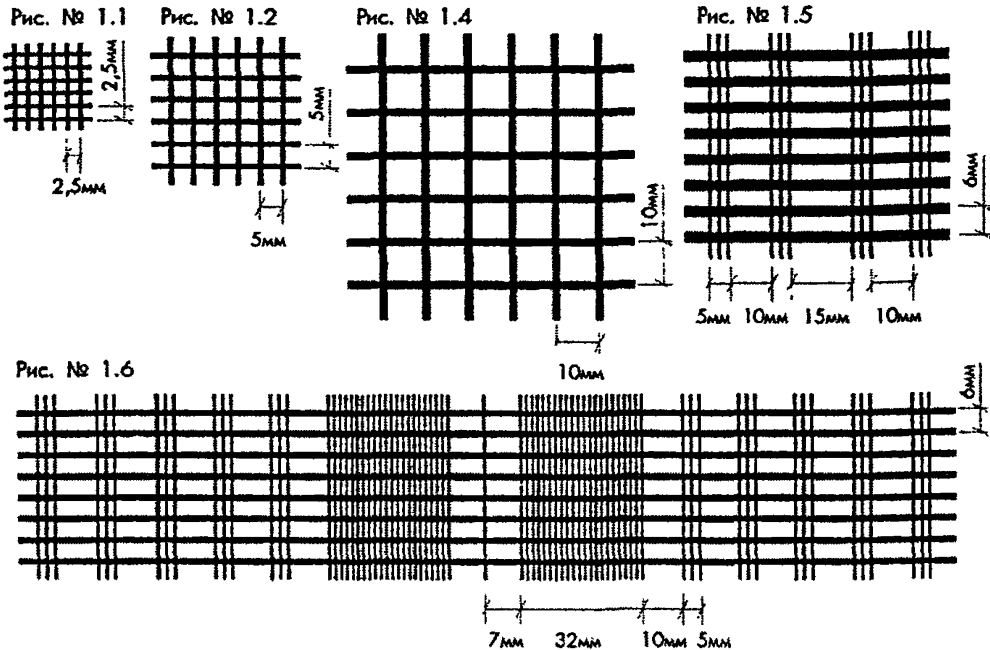 Рис. № 1.1
2,5мм
2,5мм
Рис. № 1.2
5мм
5мм
Рис. № 1.4
10мм
10мм
Рис. № 1.5
6мм
5мм 10мм 15мм 10мм
Рис. № 1.6
6мм
7мм 32мм 10мм 5мм